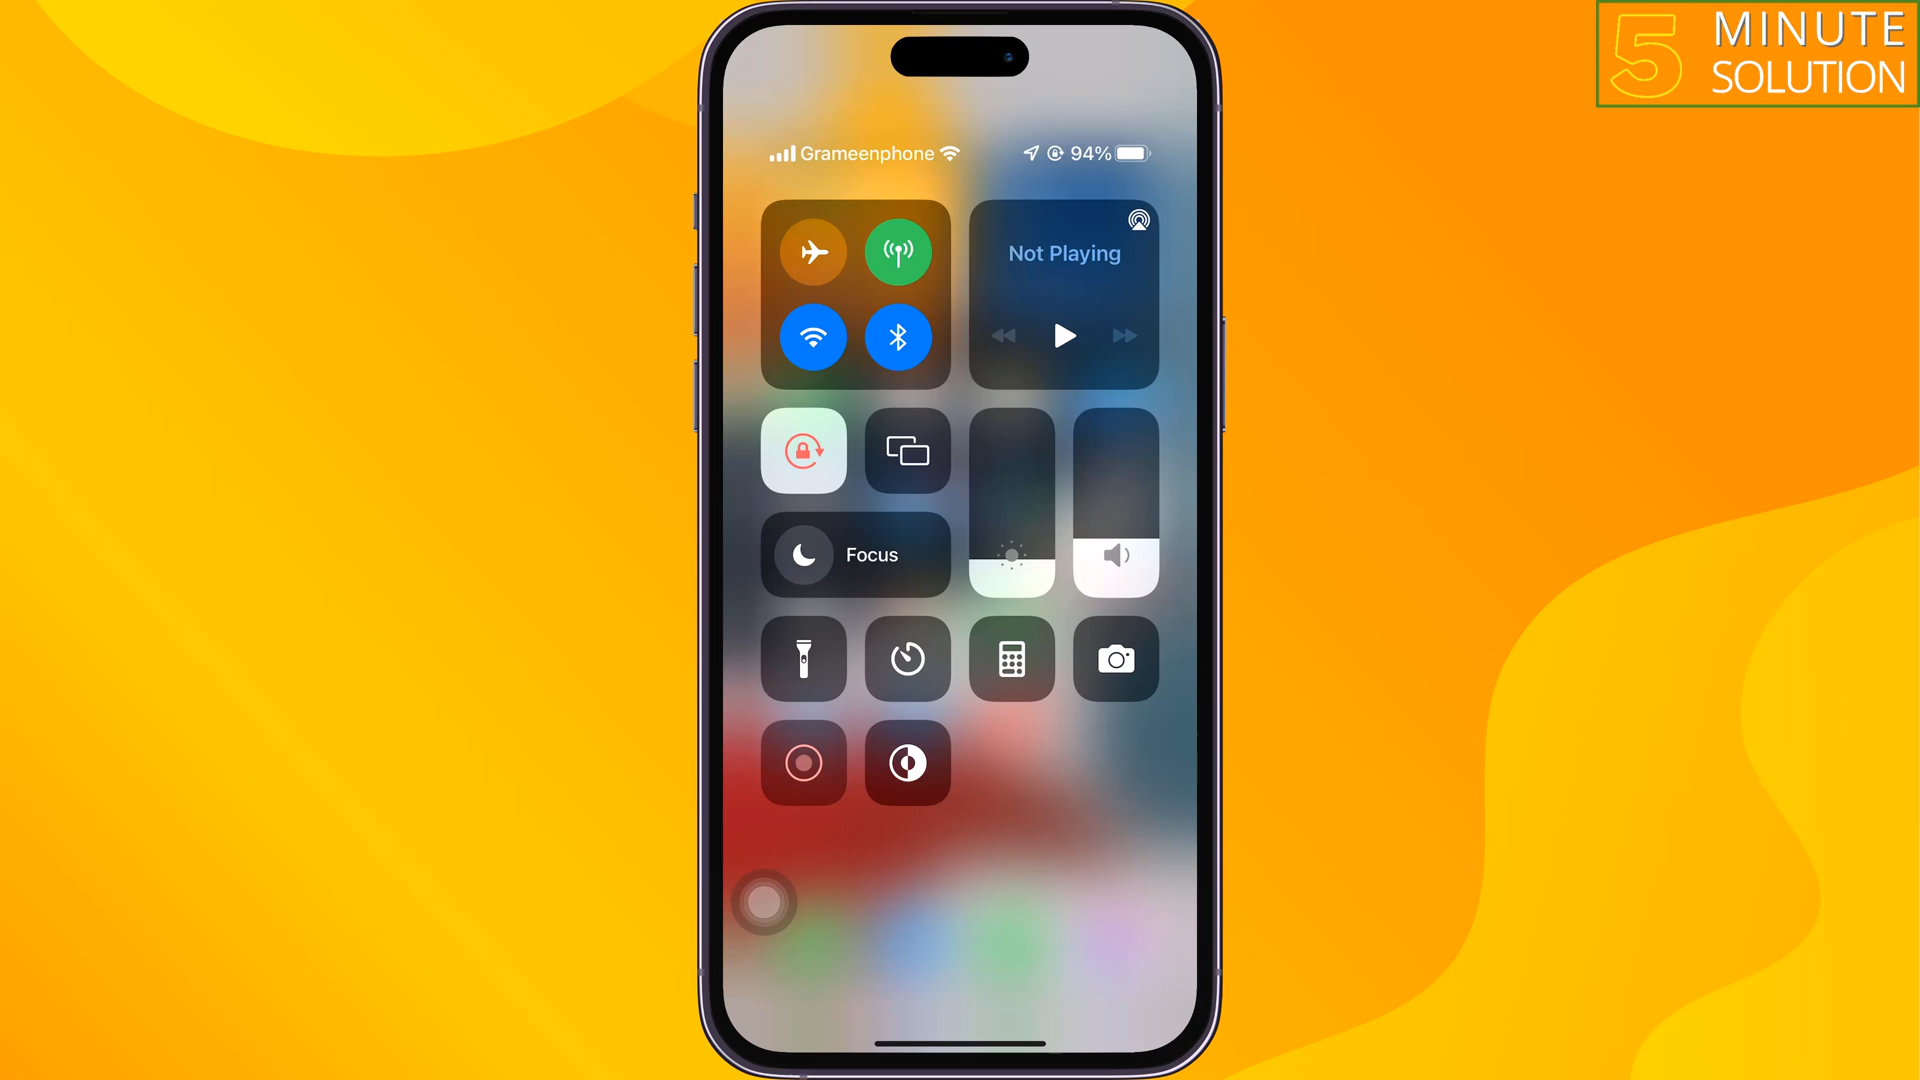 5 MINUTE
SOLUTION
Grameenphone
94%
Not Playing
Focus